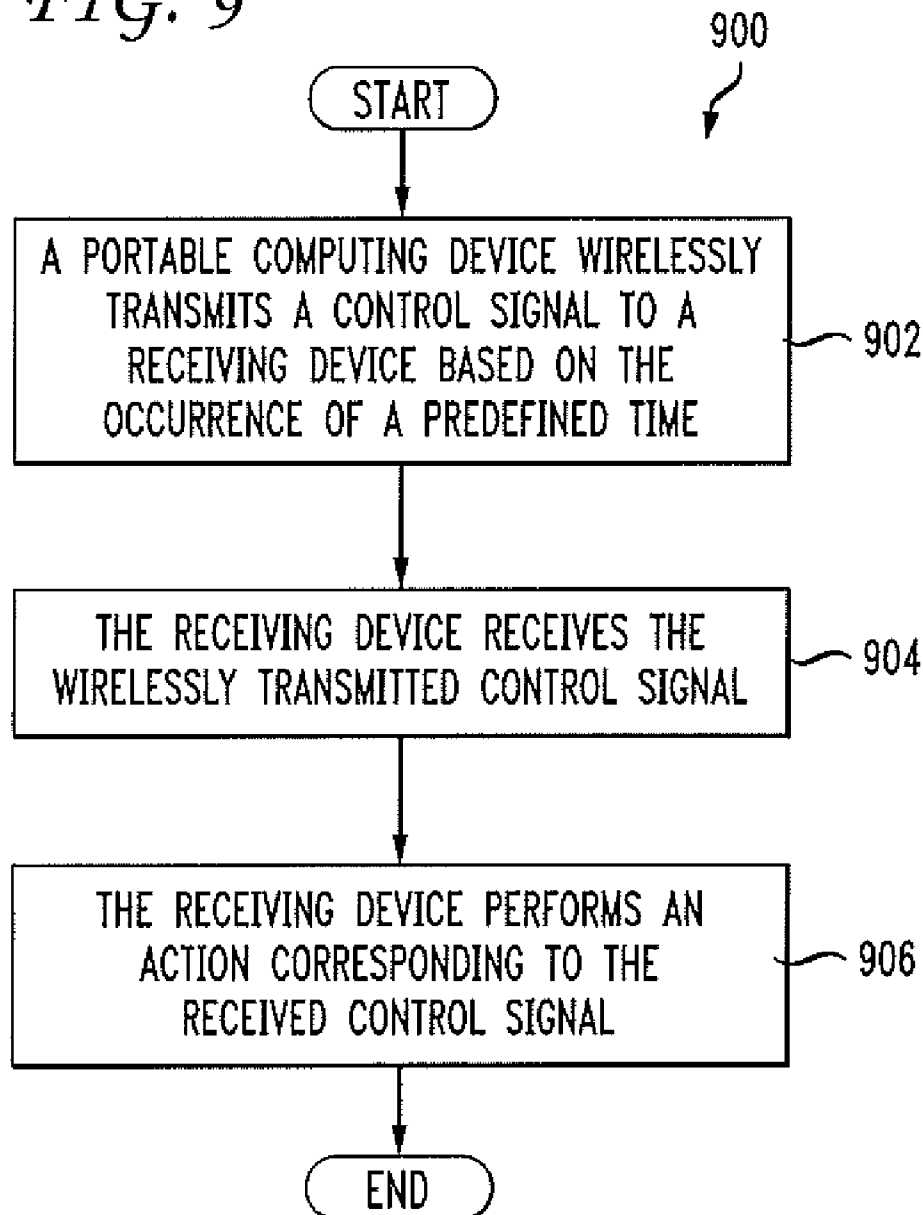 FIG. 9
900
START
A PORTABLE COMPUTING DEVICE WIRELESSLY
TRANSMITS A CONTROL SIGNAL TO A
RECEIVING DEVICE BASED ON THE
OCCURRENCE OF A PREDEFINED TIME
902
THE RECEIVING DEVICE RECEIVES THE
WIRELESSLY TRANSMITTED CONTROL SIGNAL
904
THE RECEIVING DEVICE PERFORMS AN
ACTION CORRESPONDING TO THE
RECEIVED CONTROL SIGNAL
906
END